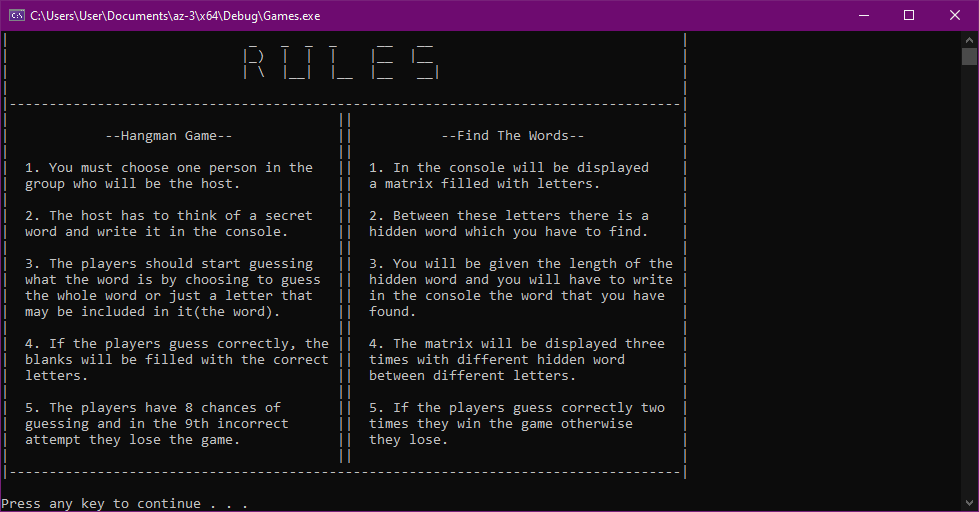 C:\Users\User\Documents\az-3\x64\Debug\Games.exe
RULES
--Hangman Game--
1. You must choose one person in the
group who will be the host.
2. The host has to think of a secret
word and write it in the console.
3. The players should start guessing
what the word is by choosing to guess
the whole word or just a letter that
may be included in it(the word).
4. If the players guess correctly, the
blanks will be filled with the correct
letters.
5. The players have 8 chances of
guessing and in the 9th incorrect
attempt they lose the game.
--Find The Words--
1. In the console will be displayed
a matrix filled with letters.
2. Between these letters there is a
hidden word which you have to find.
3. You will be given the length of the
hidden word and you will have to write
in the console the word that you have
found.
4. The matrix will be displayed three
times with different hidden word
between different letters.
5. If the players guess correctly two
times they win the game otherwise
they lose.
Press any key to continue . . .